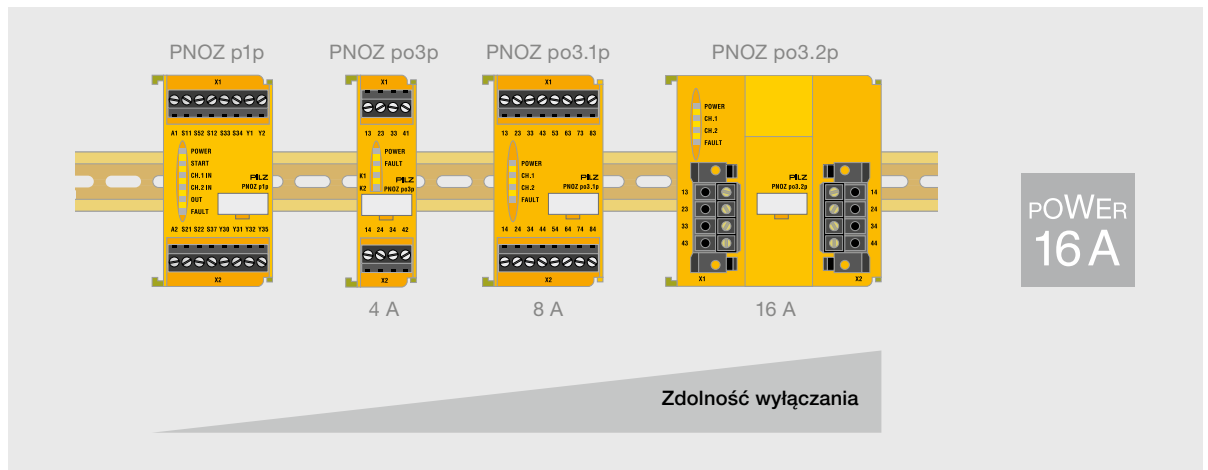 PNOZ p1p
PNOZ po3p
PNOZ po3.1p
PNOZ po3.2p
X1
A1 S11 S52 S12 S33 S34 Y1 Y2
POWER
START
CH.1 IN
CH.2 IN
OUT
FAULT
PILZ
PNOZ p1p
A2 S21 S22 S37 Y30 Y31 Y32 Y35
X2
X1
13 23 33 41
POWER
FAULT
K1
K2
PILZ
PNOZ po3p
14 24 34 42
X2
4 A
X1
13 23 33 43 53 63 73 83
POWER
CH.1
CH.2
FAULT
PILZ
PNOZ po3.1p
14 24 34 44 54 64 74 84
X2
8 A
POWER
CH.1
CH.2
FAULT
PILZ
PNOZ po3.2p
13
23
33
43
X1
14
24
34
44
X2
16 A
POWER
16 A
Zdolność wyłączania